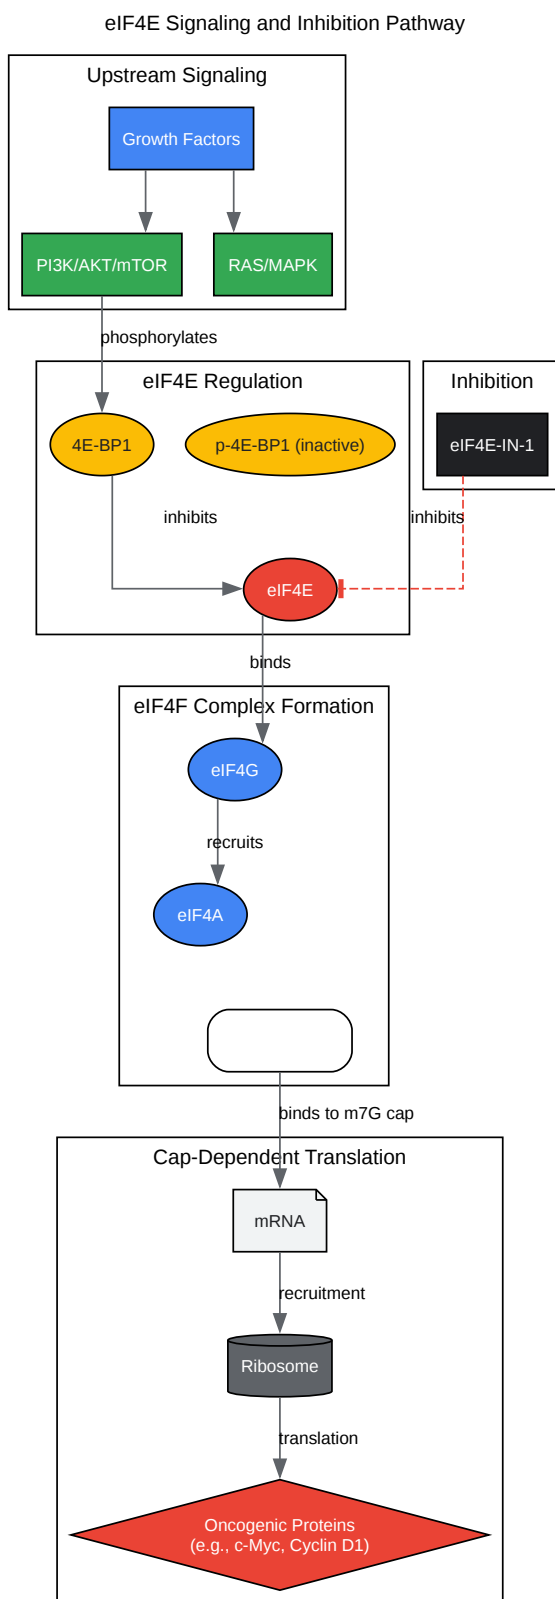 eIF4E Signaling and Inhibition Pathway
Upstream Signaling
Growth Factors
PI3K/AKT/mTOR
RAS/MAPK
phosphorylates
eIF4E Regulation
Inhibition
4E-BP1
p-4E-BP1 (inactive)
eIF4E-IN-1
inhibits
inhibits
eIF4E
binds
eIF4F Complex Formation
eIF4G
recruits
eIF4A
binds to m7G cap
Cap-Dependent Translation
mRNA
recruitment
Ribosome
translation
Oncogenic Proteins
(e.g., c-Myc, Cyclin D1)